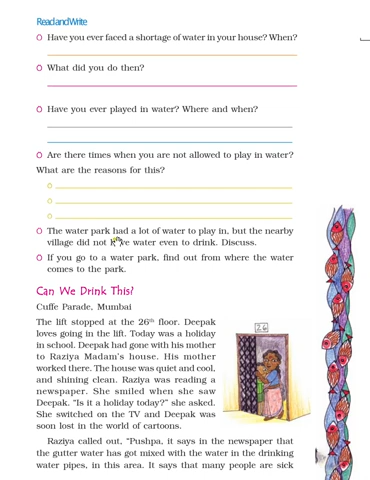 Read and Write
O Have you ever faced a shortage of water in your house? When?
O What did you do then?
O Have you ever played in water? Where and when?
O Are there times when you are not allowed to play in water?
What are the reasons for this?
O
O
O
O The water park had a lot of water to play in, but the nearby
village did not have water even to drink. Discuss.
O If you go to a water park, find out from where the water
comes to the park.
Can We Drink This?
Cuffe Parade, Mumbai
The lift stopped at the 26th floor. Deepak
loves going in the lift. Today was a holiday
in school. Deepak had gone with his mother
to Raziya Madam's house. His mother
worked there. The house was quiet and cool,
and shining clean. Raziya was reading a
newspaper. She smiled when she saw
Deepak. "Is it a holiday today?" she asked.
She switched on the TV and Deepak was
soon lost in the world of cartoons.
26
Raziya called out, "Pushpa, it says in the newspaper that
the gutter water has got mixed with the water in the drinking
water pipes, in this area. It says that many people are sick